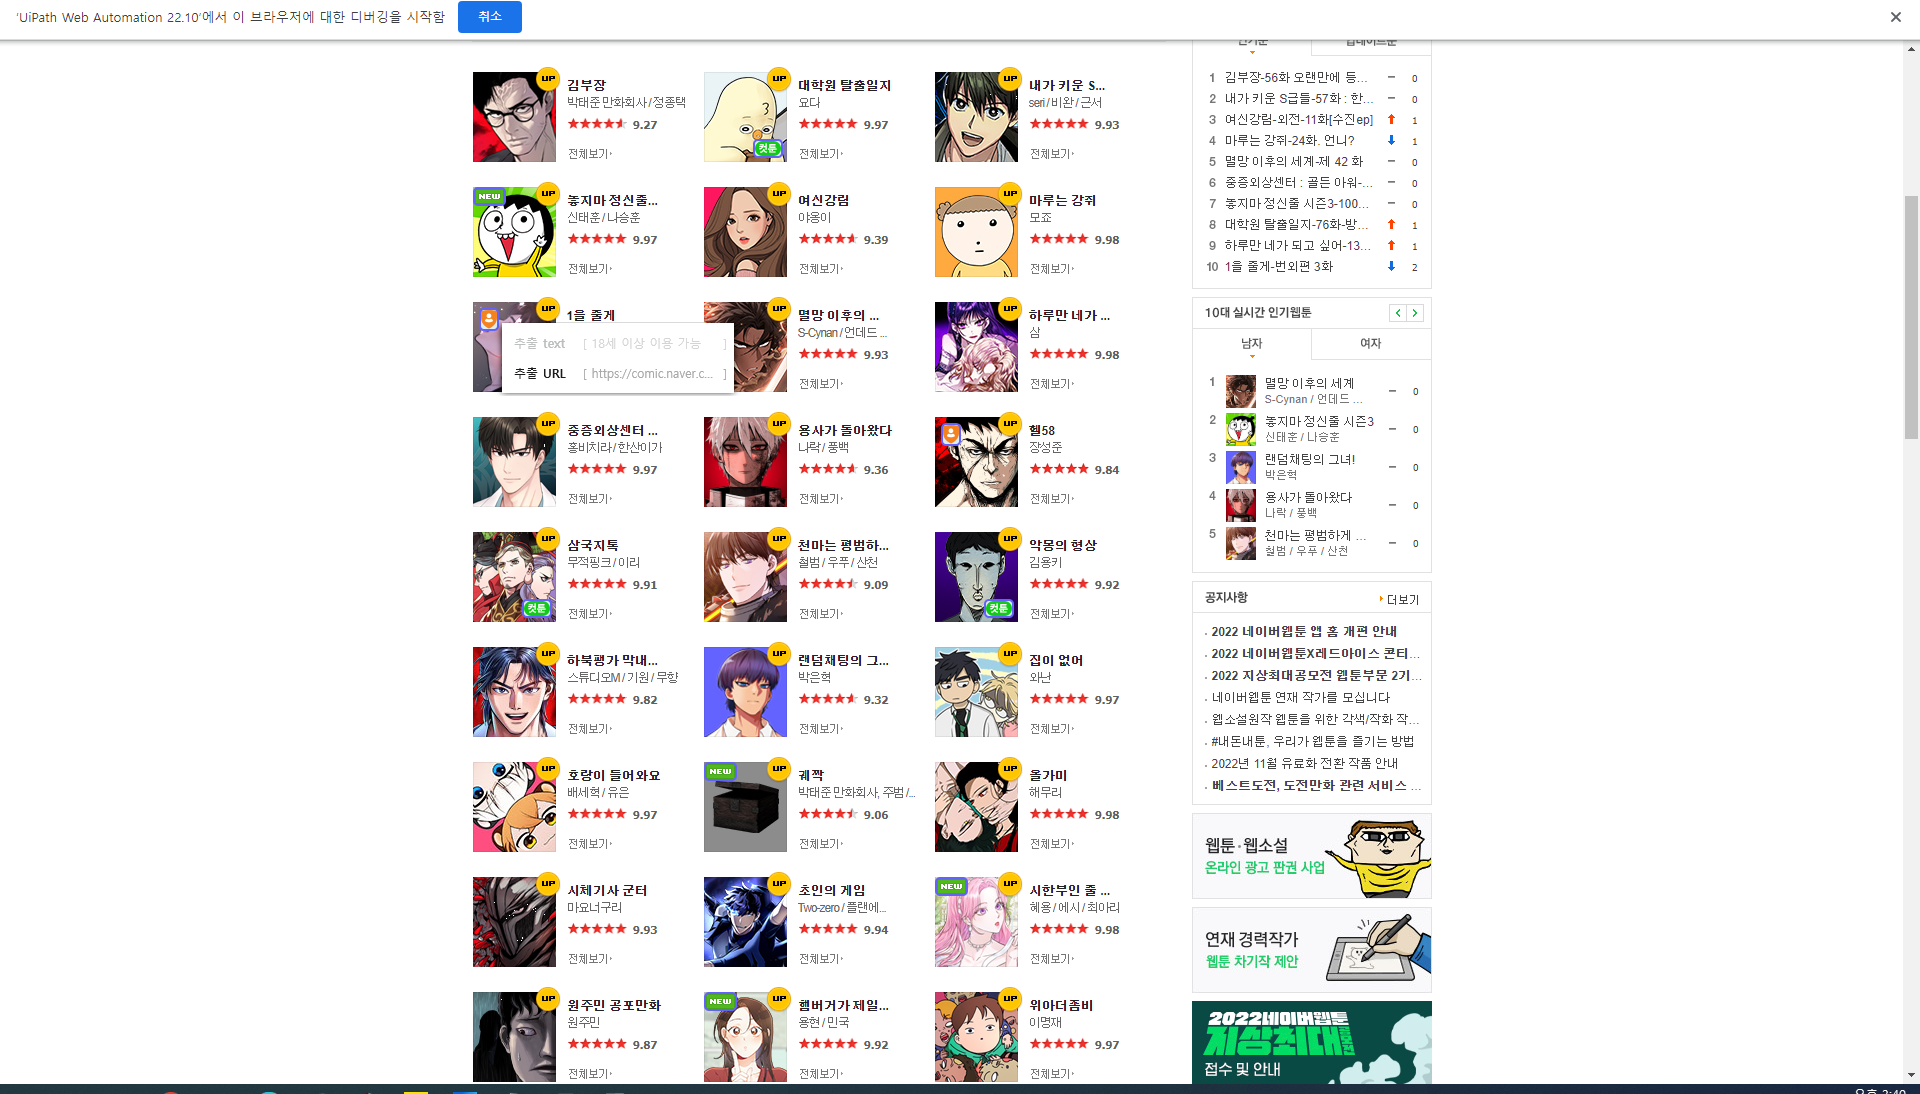 'UiPath Web Automation 22.10'에서 이 브라우저에 대한 디버깅을 시작함
취소
UP
김부장
박태준 만화회사 / 정종택
9.27
전체보기
UP
컷툰
대학원 탈출일지
요다
9.97
전체보기
UP
내가 키운 S...
seri / 비완 / 근서
9.93
전체보기
NEW
UP
놓지마 정신줄...
신태훈 / 나승훈
9.97
전체보기
UP
여신강림
야옹이
9.39
전체보기
UP
마루는 강쥐
모죠
9.98
전체보기
UP
1을 줄게
추출 text [ 18세 이상 이용 가능 ]
추출 URL [ https://comic.naver.c... ]
UP
멸망 이후의 ...
S-Cynan / 언데드 ...
9.93
전체보기
UP
하루만 네가 ...
삼
9.98
전체보기
UP
중증외상센터 ...
홍비치라 / 한산이가
9.97
전체보기
UP
용사가 돌아왔다
나락 / 풍백
9.36
전체보기
UP
헬58
장성준
9.84
전체보기
UP
컷툰
삼국지톡
무적핑크 / 이리
9.91
전체보기
UP
천마는 평범하...
철범 / 우푸 / 산천
9.09
전체보기
UP
컷툰
악몽의 형상
김용키
9.92
전체보기
UP
하북팽가 막내...
스튜디오M / 기원 / 무향
9.82
전체보기
UP
랜덤채팅의 그...
박은혁
9.32
전체보기
UP
집이 없어
와난
9.97
전체보기
UP
호랑이 들어와요
배세혁 / 유은
9.97
전체보기
NEW
UP
궤짝
박태준 만화회사, 주범 /...
9.06
전체보기
UP
올가미
해무리
9.98
전체보기
UP
시체기사 군터
마요너구리
9.93
전체보기
UP
초인의 게임
Two-zero / 플랜에...
9.94
전체보기
NEW
UP
시한부인 줄 ...
혜용 / 에시 / 최아리
9.98
전체보기
UP
원주민 공포만화
원주민
9.87
전체보기
NEW
UP
햄버거가 제일...
용현 / 민국
9.92
전체보기
UP
위아더좀비
이명재
9.97
전체보기
1 김부장-56화 오랜만에 등... 0
2 내가 키운 S급들-57화 : 한... 0
3 여신강림-외전-11화[수진ep] 1
4 마루는 강쥐-24화. 언니? 1
5 멸망 이후의 세계-제 42 화 0
6 중증외상센터 : 골든 아워-... 0
7 놓지마 정신줄 시즌3-100... 0
8 대학원 탈출일지-76화-방... 1
9 하루만 네가 되고 싶어-13... 1
10 1을 줄게-번외편 3화 2
10대 실시간 인기웹툰
남자 여자
1 멸망 이후의 세계 0
S-Cynan / 언데드 ...
2 놓지마 정신줄 시즌3 0
신태훈 / 나승훈
3 랜덤채팅의 그녀! 0
박은혁
4 용사가 돌아왔다 0
나락 / 풍백
5 천마는 평범하게 ... 0
철범 / 우푸 / 산천
공지사항 더보기
2022 네이버웹툰 앱 홈 개편 안내
2022 네이버웹툰X레드아이스 콘티...
2022 지상최대공모전 웹툰부문 2기...
네이버웹툰 연재 작가를 모십니다
웹소설원작 웹툰을 위한 각색/작화 작...
#내돈내툰, 우리가 웹툰을 즐기는 방법
2022년 11월 유료화 전환 작품 안내
베스트도전, 도전만화 관련 서비스 ...
웹툰·웹소설
온라인 광고 판권 사업
연재 경력작가
웹툰 차기작 제안
2022네이버웹툰
지상최대공모전
접수 및 안내